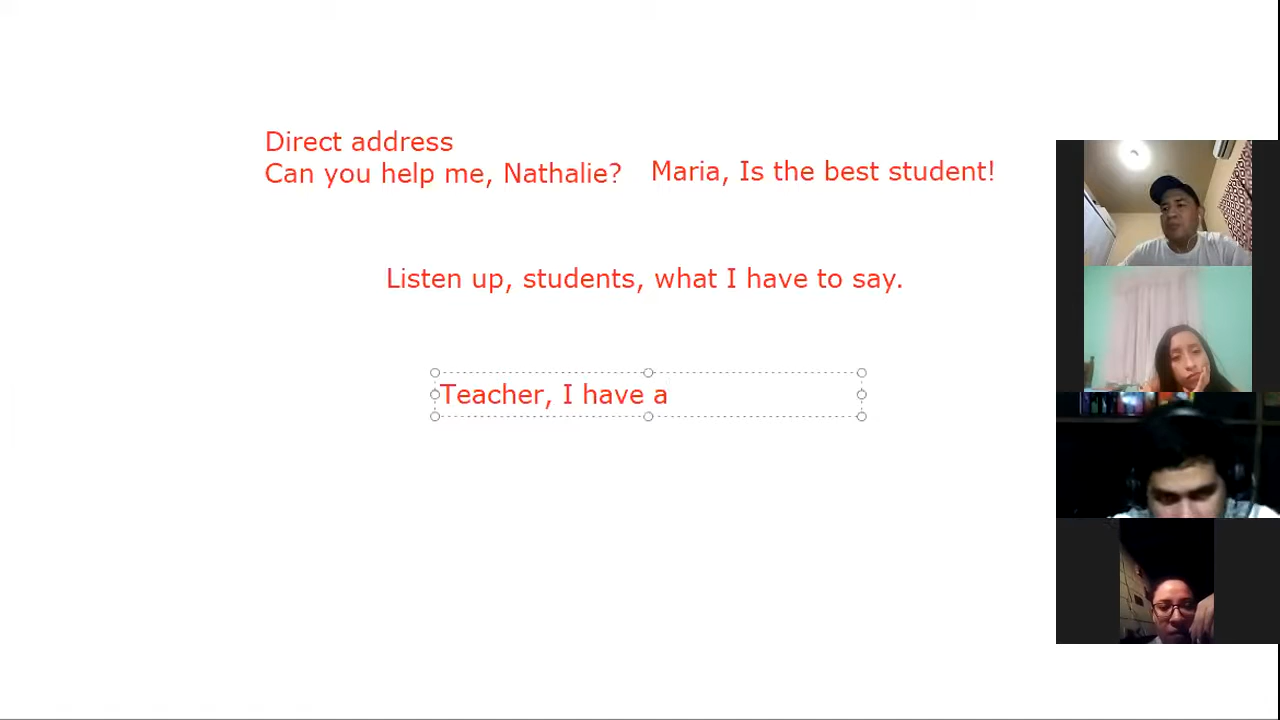 Direct address
Can you help me, Nathalie?
Maria, Is the best student!
Listen up, students, what I have to say.
Teacher, I have a